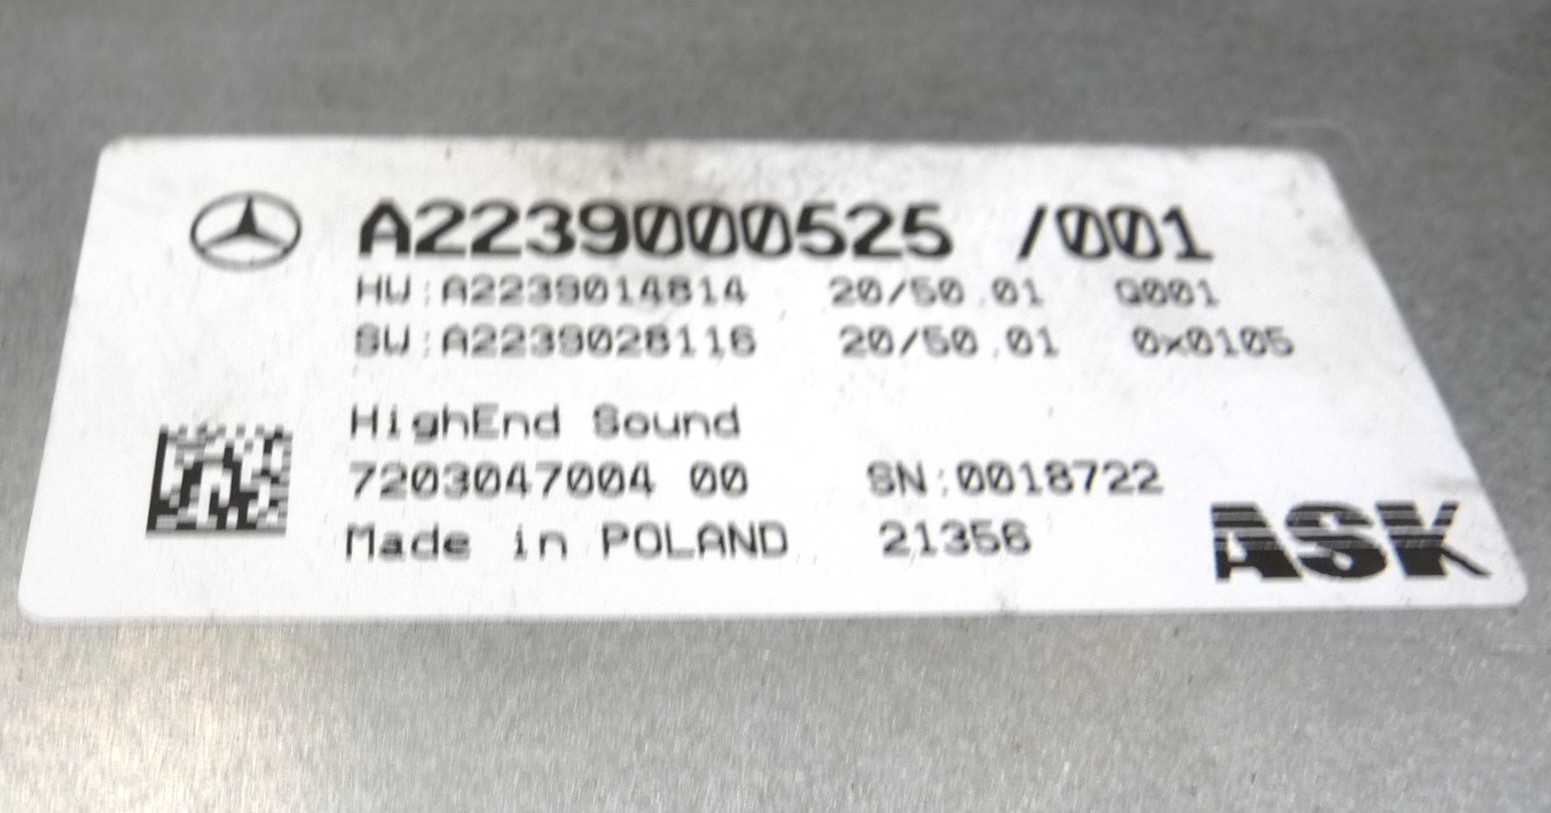 A2239000525 /001
HW:A2239014814 20/50.01 Q001
SW:A2239028116 20/50.01 0x0105
HighEnd Sound
7203047004 00 SN:0018722
Made in POLAND 21356
ASK